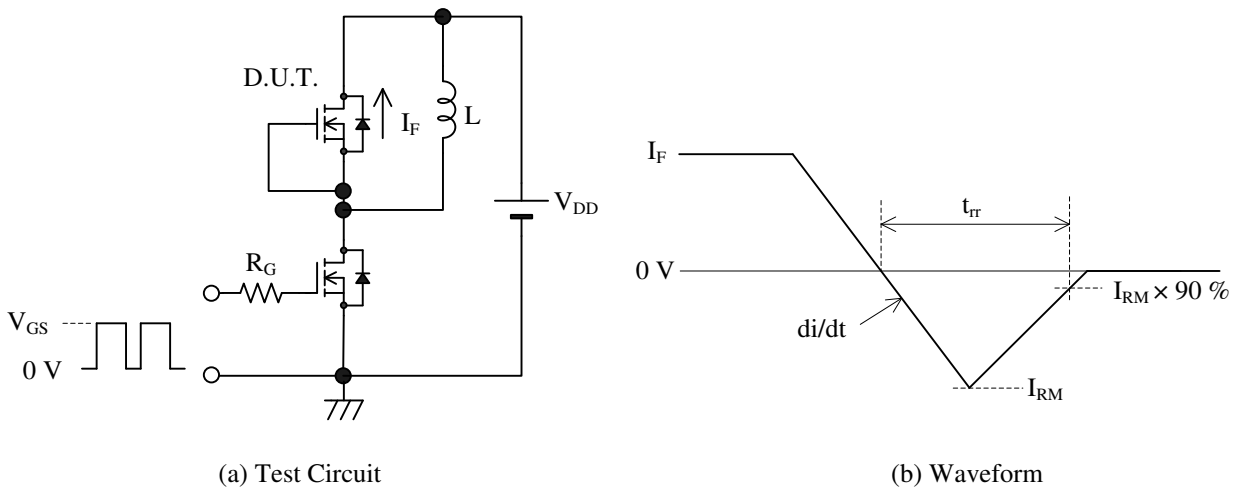 D.U.T.
I_F
L
V_DD
R_G
V_GS
0 V
(a) Test Circuit
I_F
t_rr
0 V
I_RM × 90 %
di/dt
I_RM
(b) Waveform